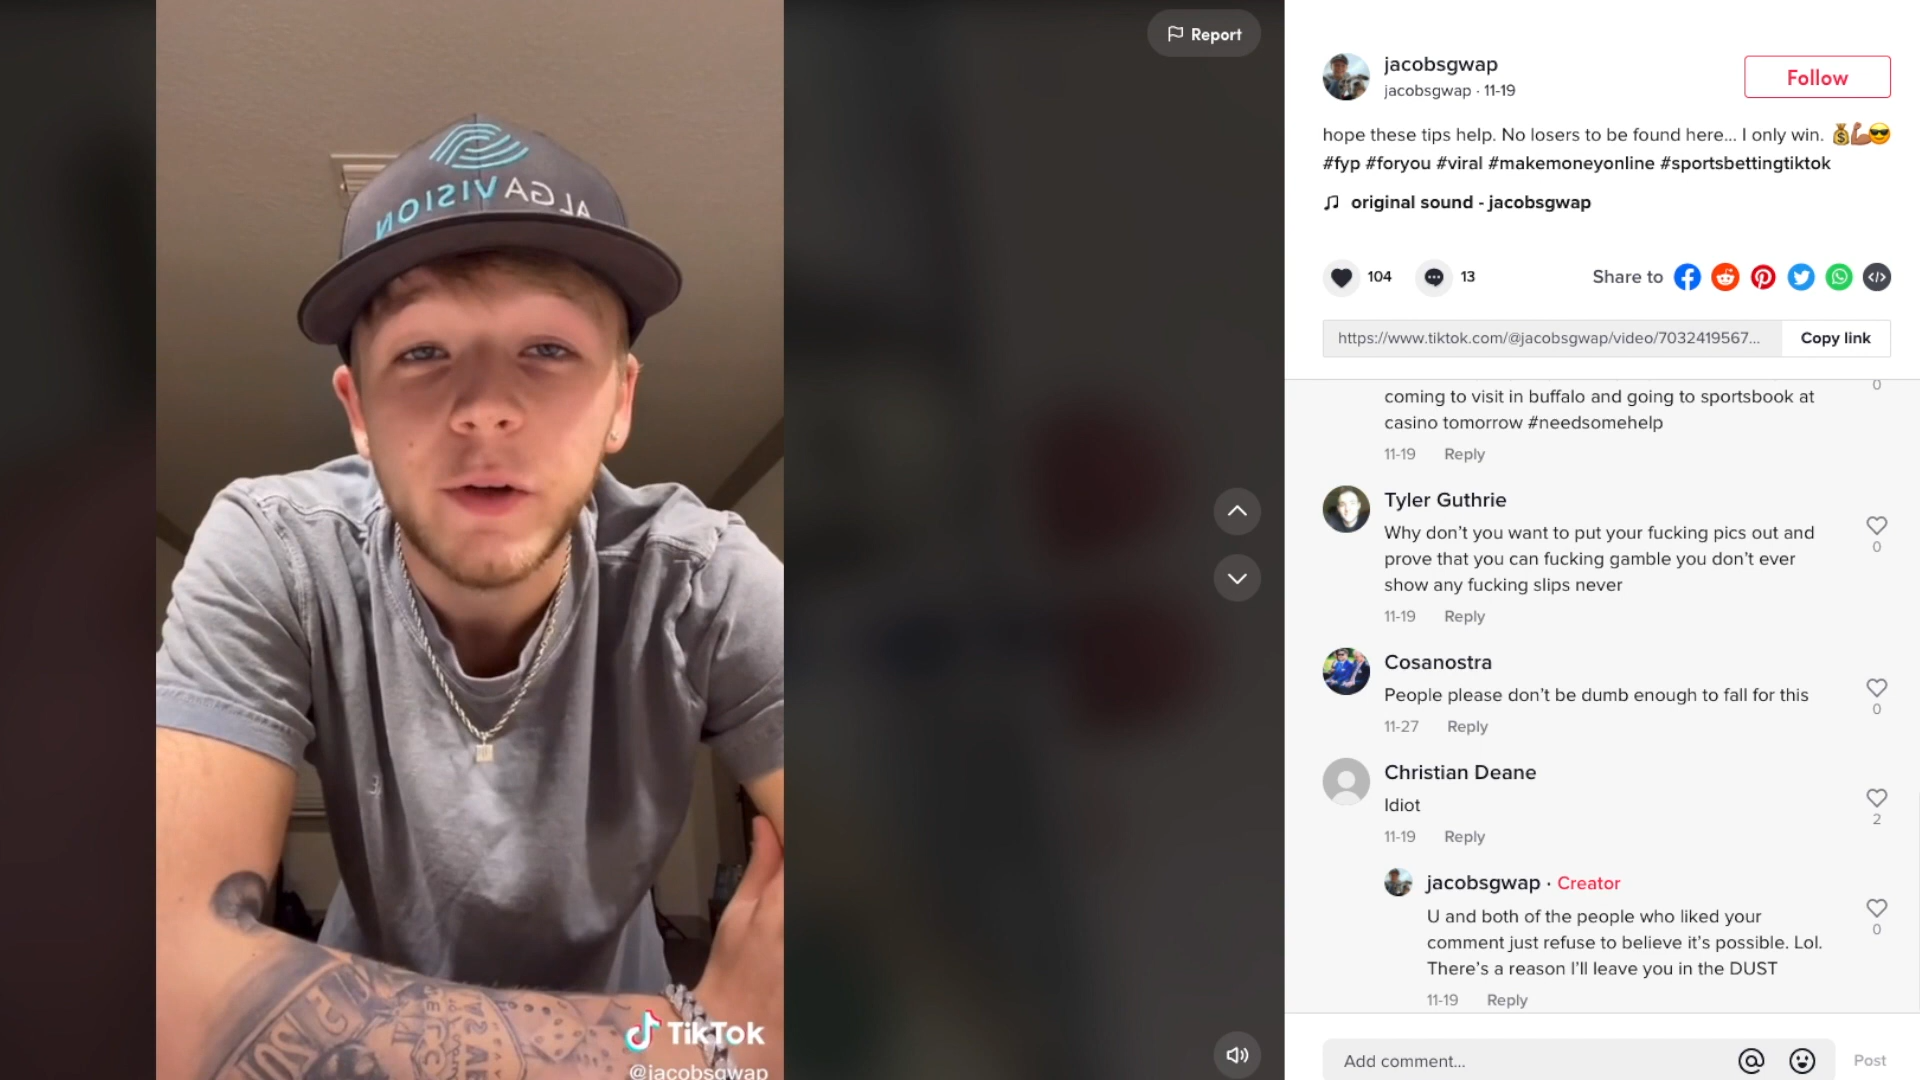 ALGAVISION
TikTok
@jacobsgwap
Report
jacobsgwap
jacobsgwap · 11-19
Follow
hope these tips help. No losers to be found here... I only win. 💰💪🏾😎
#fyp #foryou #viral #makemoneyonline #sportsbettingtiktok
original sound - jacobsgwap
104
13
Share to
https://www.tiktok.com/@jacobsgwap/video/7032419567...
Copy link
0
coming to visit in buffalo and going to sportsbook at
casino tomorrow #needsomehelp
11-19 Reply
Tyler Guthrie
Why don’t you want to put your fucking pics out and
prove that you can fucking gamble you don’t ever
show any fucking slips never
0
11-19 Reply
Cosanostra
People please don’t be dumb enough to fall for this
0
11-27 Reply
Christian Deane
Idiot
2
11-19 Reply
jacobsgwap · Creator
U and both of the people who liked your
comment just refuse to believe it’s possible. Lol.
There’s a reason I’ll leave you in the DUST
0
11-19 Reply
Add comment...
Post